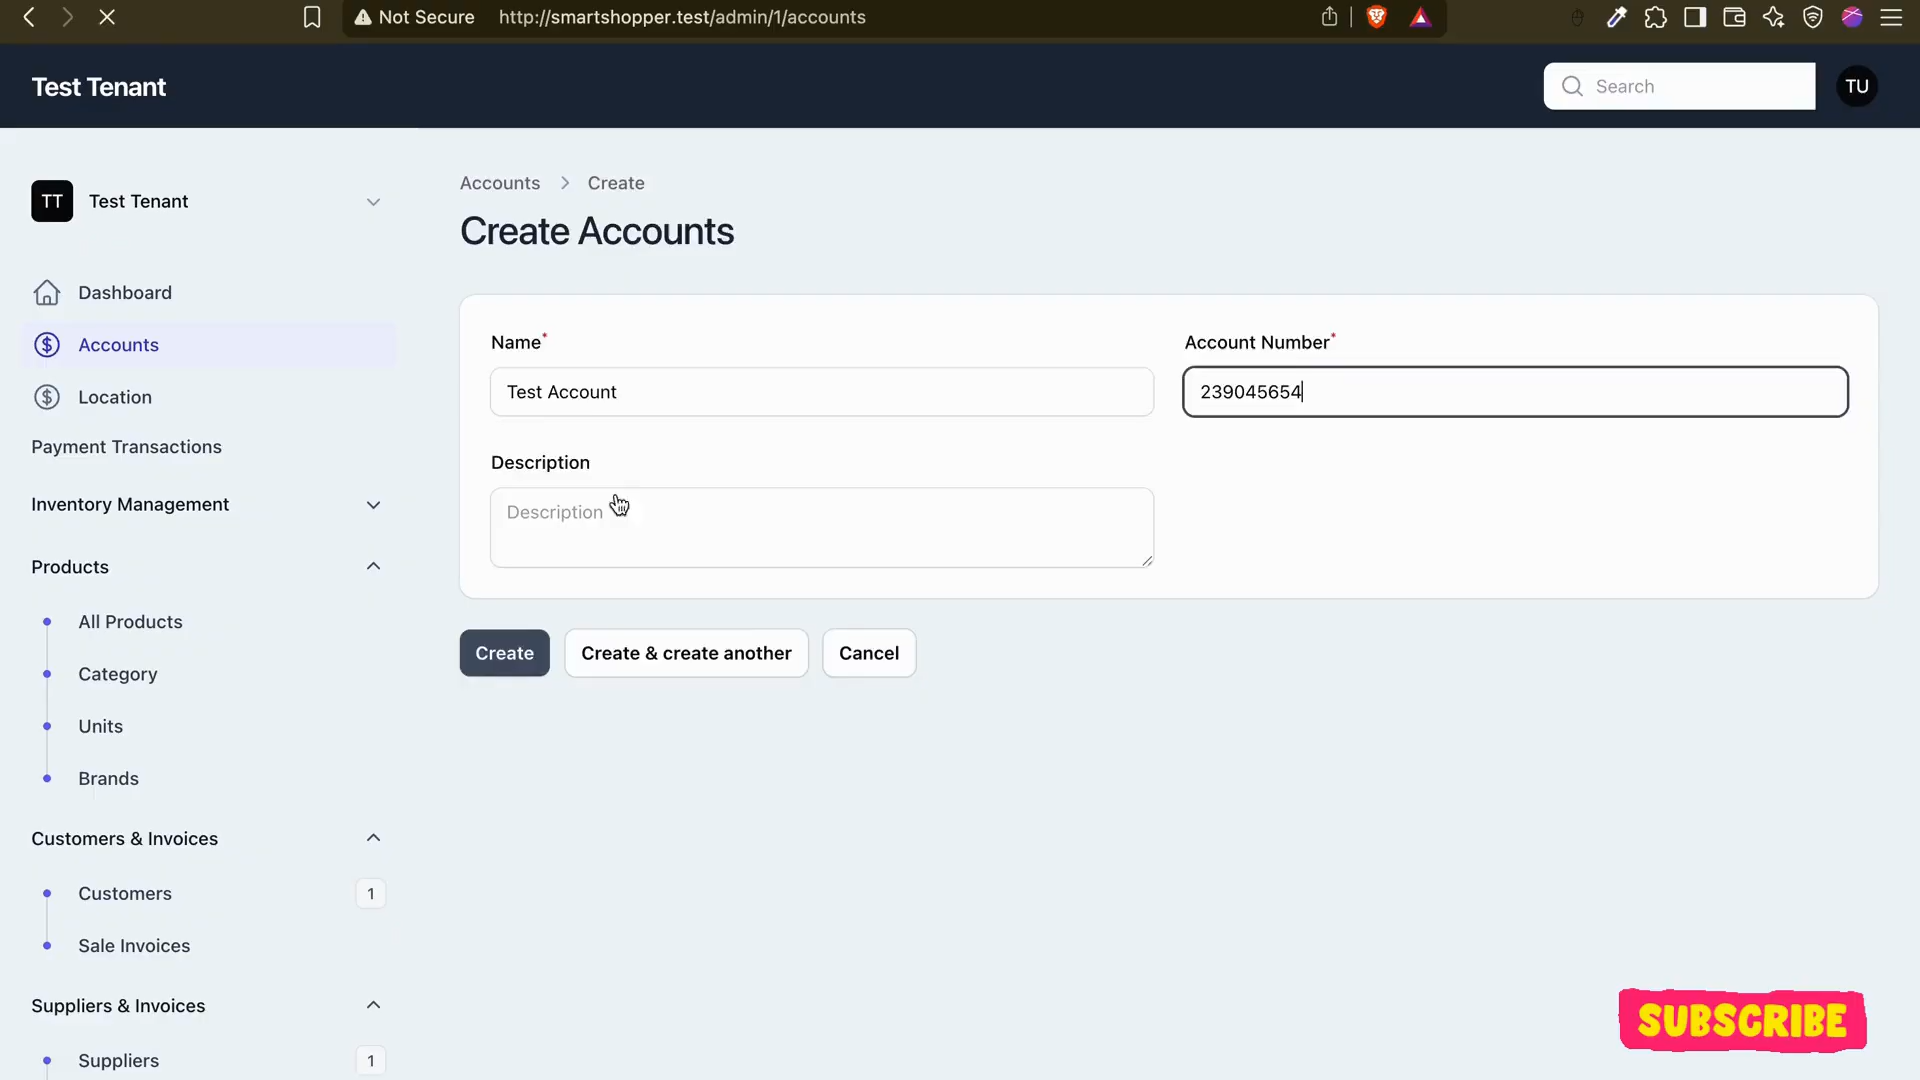 Not Secure http://smartshopper.test/admin/1/accounts
Test Tenant
Search
TU
TT Test Tenant
Dashboard
Accounts
Location
Payment Transactions
Inventory Management
Products
All Products
Category
Units
Brands
Customers & Invoices
Customers 1
Sale Invoices
Suppliers & Invoices
Suppliers 1
Accounts > Create
Create Accounts
Name*
Test Account
Account Number*
239045654
Description
Description
Create
Create & create another
Cancel
SUBSCRIBE